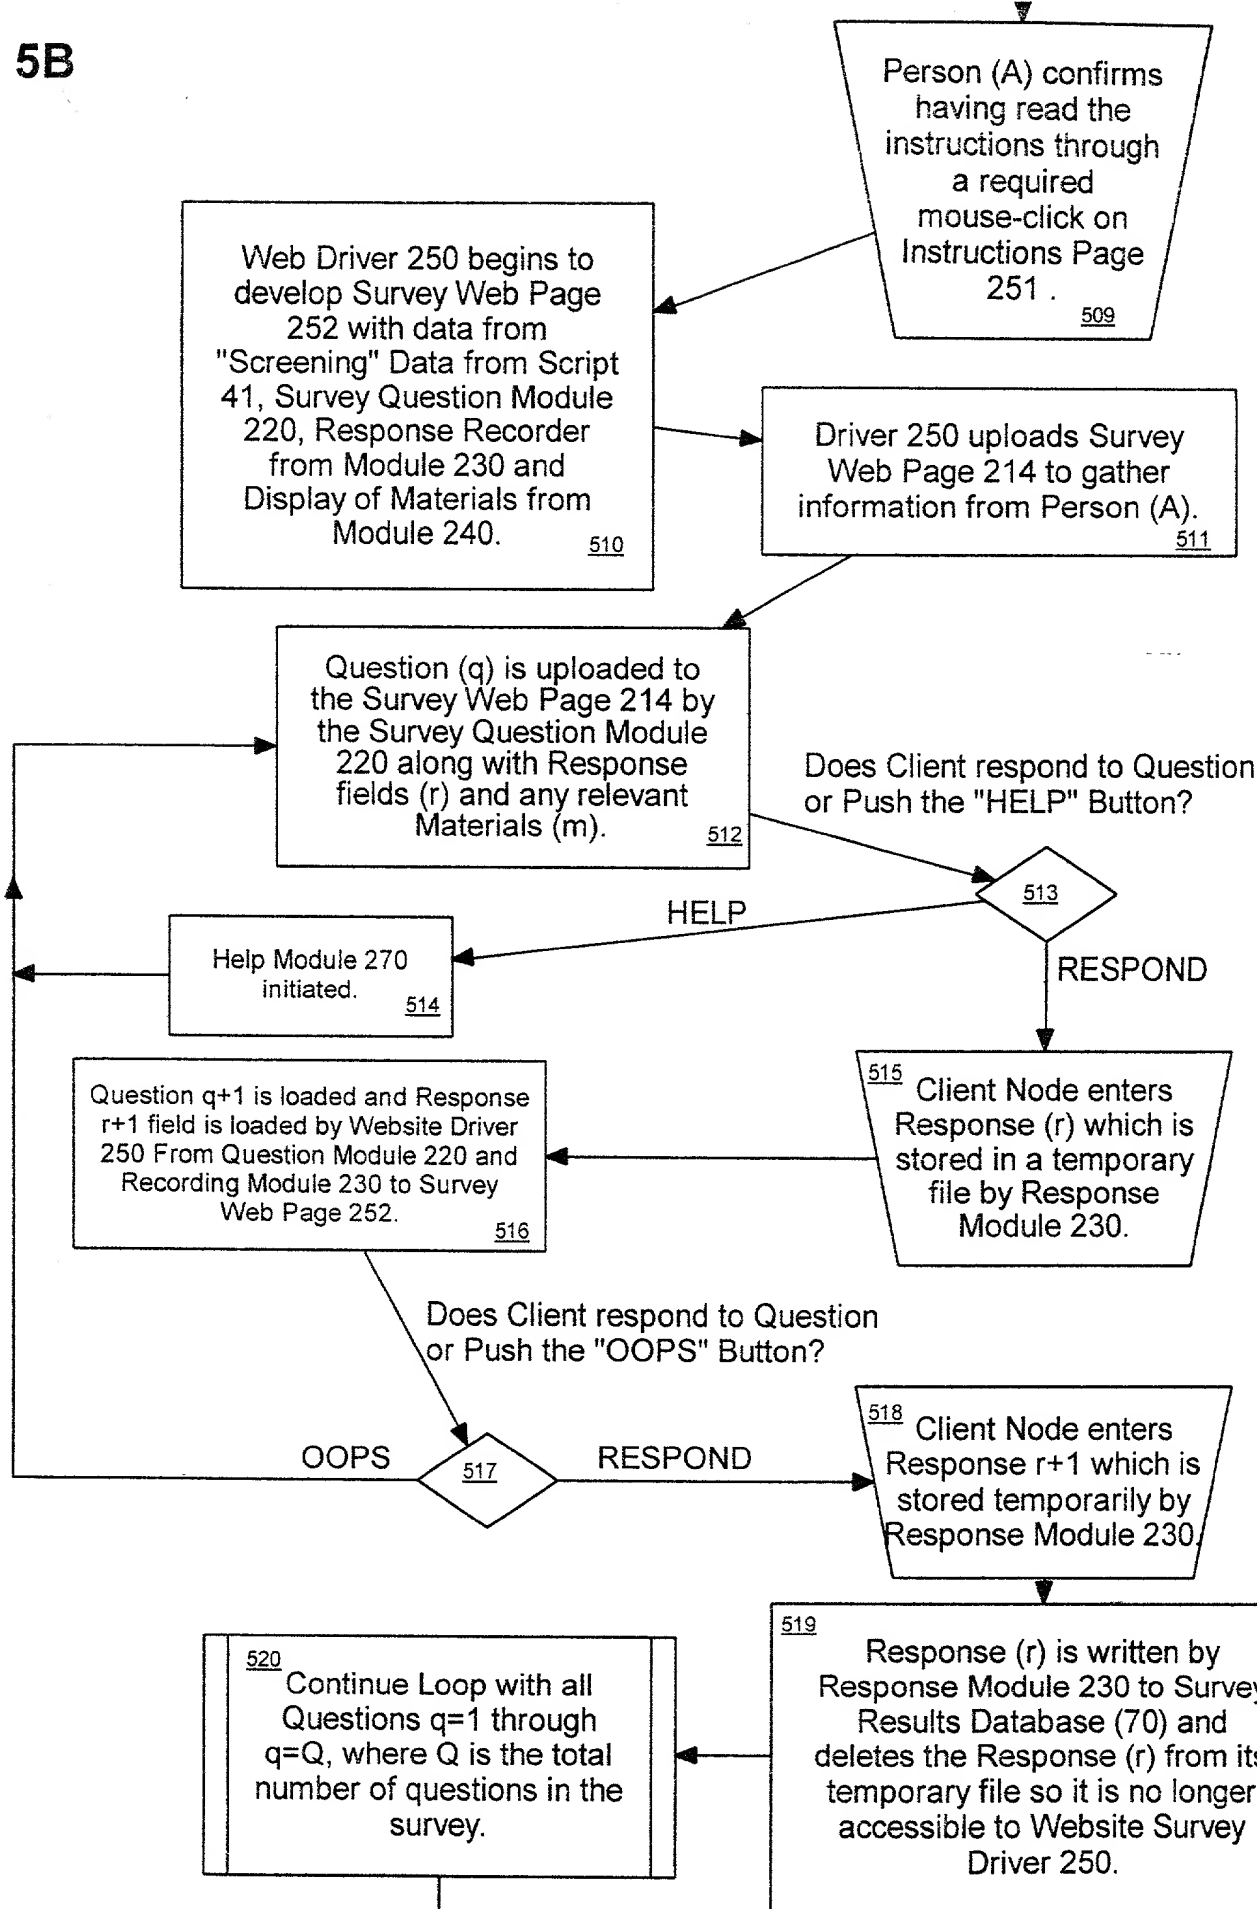 5B
Person (A) confirms
having read the
instructions through
a required
mouse-click on
Instructions Page
251 .
509
Web Driver 250 begins to
develop Survey Web Page
252 with data from
"Screening" Data from Script
41, Survey Question Module
220, Response Recorder
from Module 230 and
Display of Materials from
Module 240.
510
Driver 250 uploads Survey
Web Page 214 to gather
information from Person (A).
511
Question (q) is uploaded to
the Survey Web Page 214 by
the Survey Question Module
220 along with Response
fields (r) and any relevant
Materials (m).
512
Does Client respond to Question
or Push the "HELP" Button?
513
HELP
RESPOND
Help Module 270
initiated.
514
515
Client Node enters
Response (r) which is
stored in a temporary
file by Response
Module 230.
Question q+1 is loaded and Response
r+1 field is loaded by Website Driver
250 From Question Module 220 and
Recording Module 230 to Survey
Web Page 252.
516
Does Client respond to Question
or Push the "OOPS" Button?
OOPS
517
RESPOND
518
Client Node enters
Response r+1 which is
stored temporarily by
Response Module 230.
519
Response (r) is written by
Response Module 230 to Survey
Results Database (70) and
deletes the Response (r) from its
temporary file so it is no longer
accessible to Website Survey
Driver 250.
520
Continue Loop with all
Questions q=1 through
q=Q, where Q is the total
number of questions in the
survey.